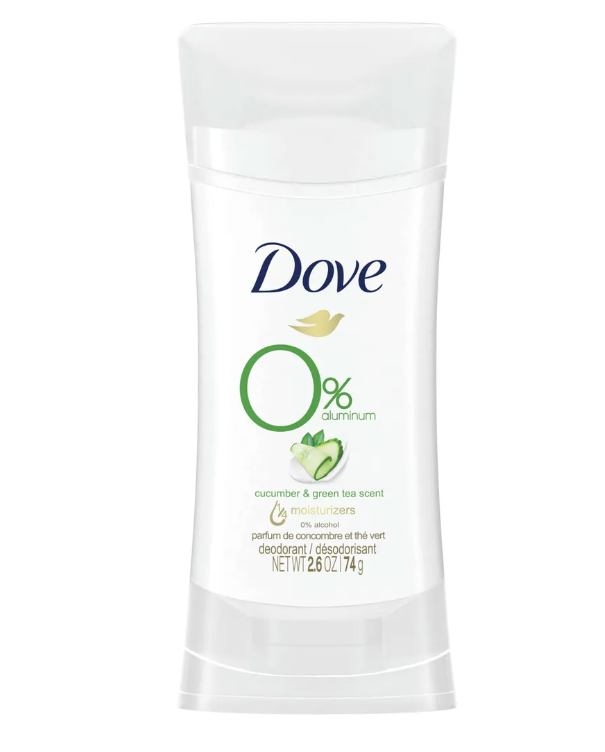 Dove
0%
aluminum
cucumber & green tea scent
1/4 moisturizers
0% alcohol
parfum de concombre et thé vert
deodorant / désodorisant
NET WT 2.6 OZ | 74 g